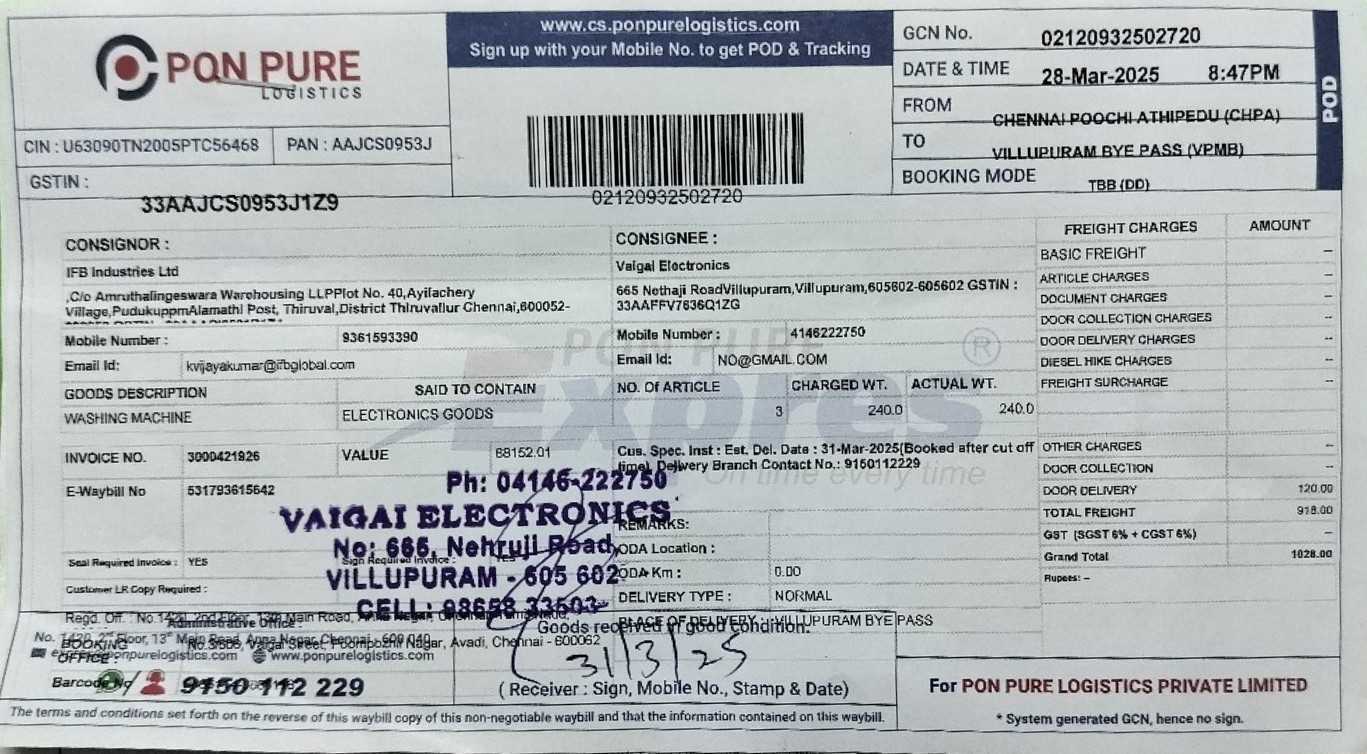 PON PURE
LOGISTICS
www.cs.ponpurelogistics.com
Sign up with your Mobile No. to get POD & Tracking
GCN No. 02120932502720
DATE & TIME 28-Mar-2025 8:47PM
FROM CHENNAI POOCHI ATHIPEDU (CHPA)
TO VILLUPURAM BYE PASS (VPMB)
BOOKING MODE TBB (DD)
POD
CIN : U63090TN2005PTC56468 PAN : AAJCS0953J
GSTIN :
33AAJCS0953J1Z9
02120932502720
CONSIGNOR :
IFB Industries Ltd
,C/o Amruthalingeswara Warehousing LLPPlot No. 40,Ayilachery
Village,PudukuppmAlamathi Post, Thiruval,District Thiruvallur Chennai,600052-
Mobile Number : 9361593390
Email Id: kvijayakumar@ifbglobal.com
CONSIGNEE :
Vaigai Electronics
665 Nethaji RoadVillupuram,Villupuram,605602-605602 GSTIN :
33AAFFV7636Q1ZG
Mobile Number : 4146222750
Email Id: NO@GMAIL.COM
GOODS DESCRIPTION SAID TO CONTAIN NO. Of ARTICLE CHARGED WT. ACTUAL WT.
WASHING MACHINE ELECTRONICS GOODS 3 240.0 240.0
INVOICE NO. 3000421926 VALUE 68152.01
Cus. Spec. Inst : Est. Del. Date : 31-Mar-2025(Booked after cut off
time), Delivery Branch Contact No.: 9150112229
E-Waybill No 531793615642
PON PURE
Expres
®
On time every time
Ph: 04146-222750
VAIGAI ELECTRONICS
No: 665, Nehruji Road,
VILLUPURAM - 605 602
CELL: 98658 33503
REMARKS:
ODA Location :
ODA Km : 0.00
DELIVERY TYPE : NORMAL
PLACE OF DELIVERY : VILLUPURAM BYE PASS
Seal Required Invoice : YES Sign Required Invoice : YES
Customer LR Copy Required :
FREIGHT CHARGES AMOUNT
BASIC FREIGHT –
ARTICLE CHARGES –
DOCUMENT CHARGES –
DOOR COLLECTION CHARGES –
DOOR DELIVERY CHARGES –
DIESEL HIKE CHARGES –
FREIGHT SURCHARGE –
OTHER CHARGES –
DOOR COLLECTION –
DOOR DELIVERY 120.00
TOTAL FREIGHT 918.00
GST (SGST 6% + CGST 6%) –
Grand Total 1028.00
Rupees: –
Administrative Office :
BOOKING
OFFICE :
www.ponpurelogistics.com
9150 112 229
Goods received in good condition.
31/3/25
( Receiver : Sign, Mobile No., Stamp & Date)
For PON PURE LOGISTICS PRIVATE LIMITED
* System generated GCN, hence no sign.
The terms and conditions set forth on the reverse of this waybill copy of this non-negotiable waybill and that the information contained on this waybill.